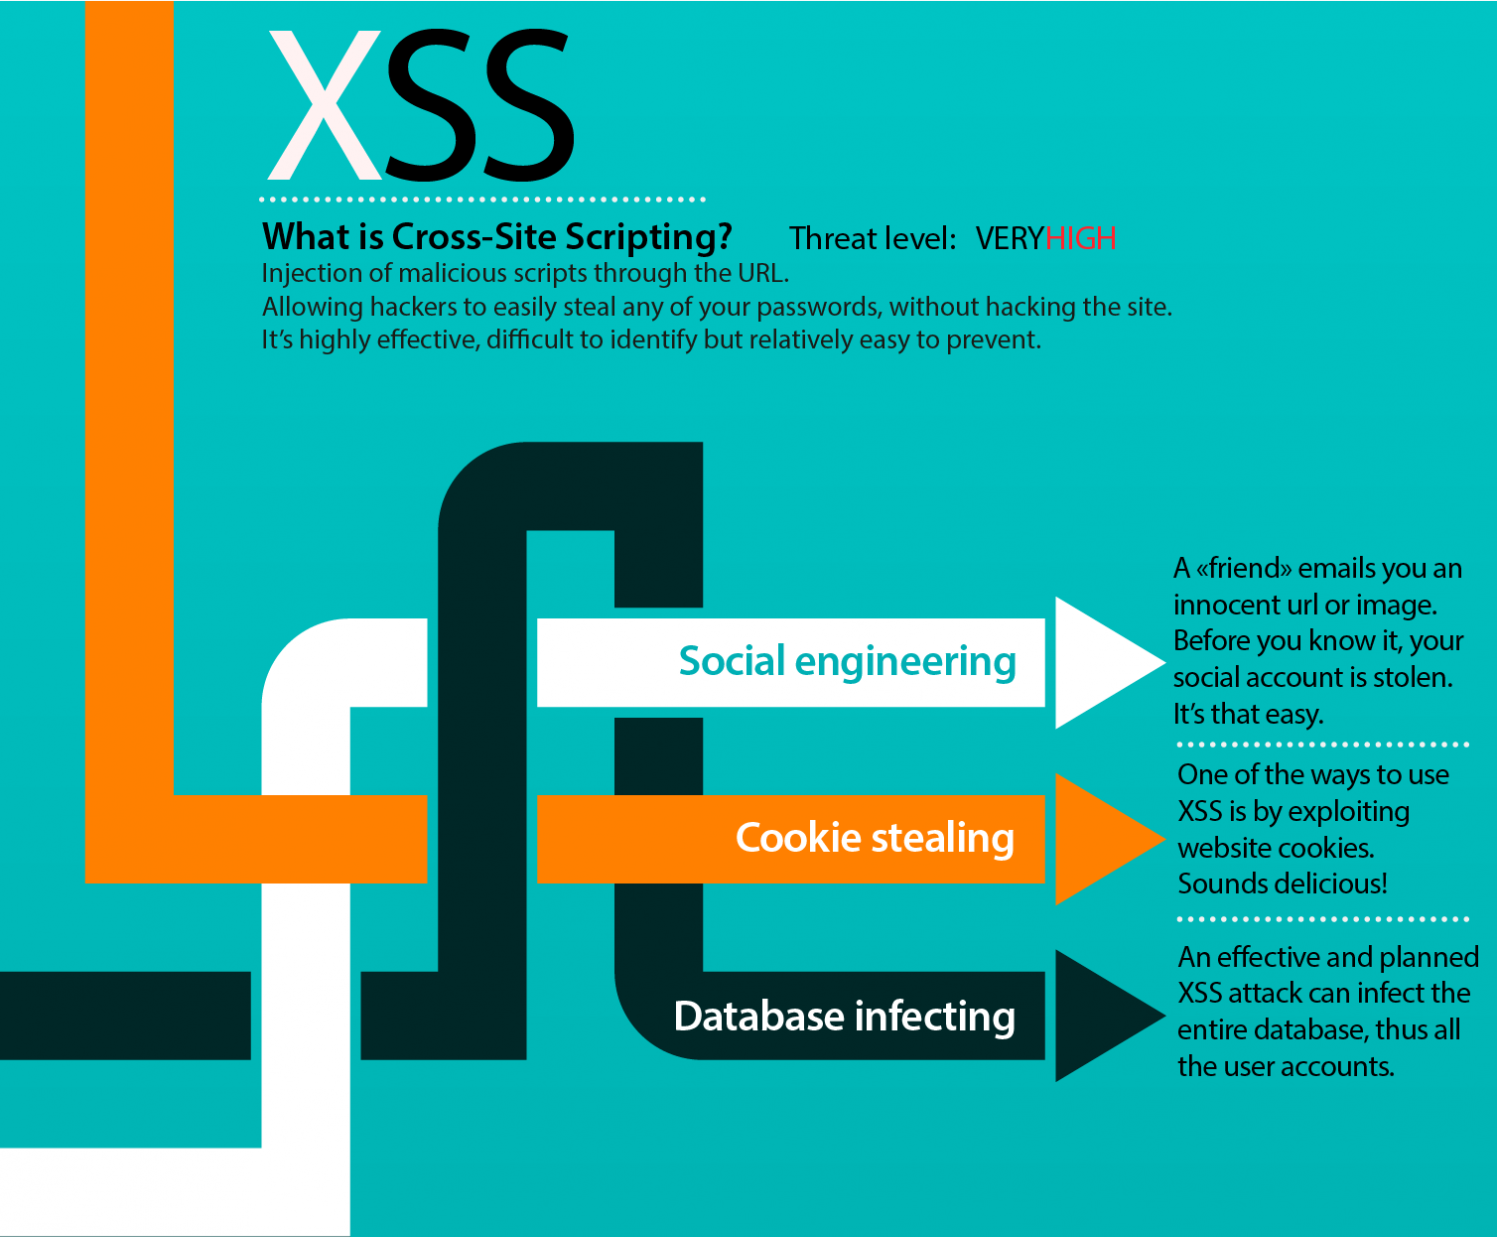 XSS
What is Cross-Site Scripting? Threat level: VERYHIGH
Injection of malicious scripts through the URL.
Allowing hackers to easily steal any of your passwords, without hacking the site.
It’s highly effective, difficult to identify but relatively easy to prevent.
Social engineering
A «friend» emails you an
innocent url or image.
Before you know it, your
social account is stolen.
It’s that easy.
Cookie stealing
One of the ways to use
XSS is by exploiting
website cookies.
Sounds delicious!
Database infecting
An effective and planned
XSS attack can infect the
entire database, thus all
the user accounts.